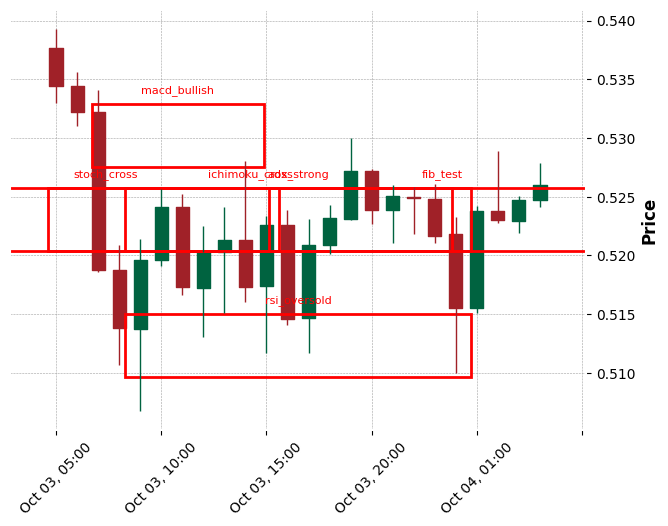 0.540
macd_bullish
0.535
0.530
ichimoku_cross
fib_test
0.525
0.520
rsi_oversold
0.515
0.510
Price
Oct 03, 05:00
Oct 03, 10:00
Oct 03, 15:00
Oct 03, 20:00
Oct 04, 01:00